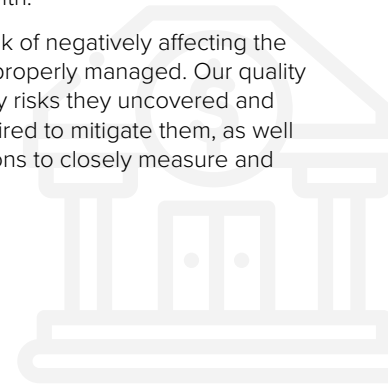 k of negatively affecting the
properly managed. Our quality
y risks they uncovered and
ired to mitigate them, as well
ons to closely measure and